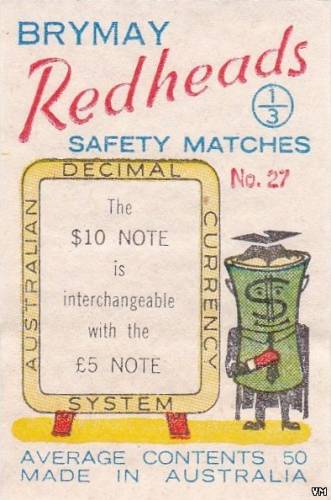 BRYMAY
Redheads
1/3
SAFETY MATCHES
No. 27
DECIMAL
AUSTRALIAN
CURRENCY
SYSTEM
The
$10 NOTE
is
interchangeable
with the
£5 NOTE
$
AVERAGE CONTENTS 50
MADE IN AUSTRALIA
VM